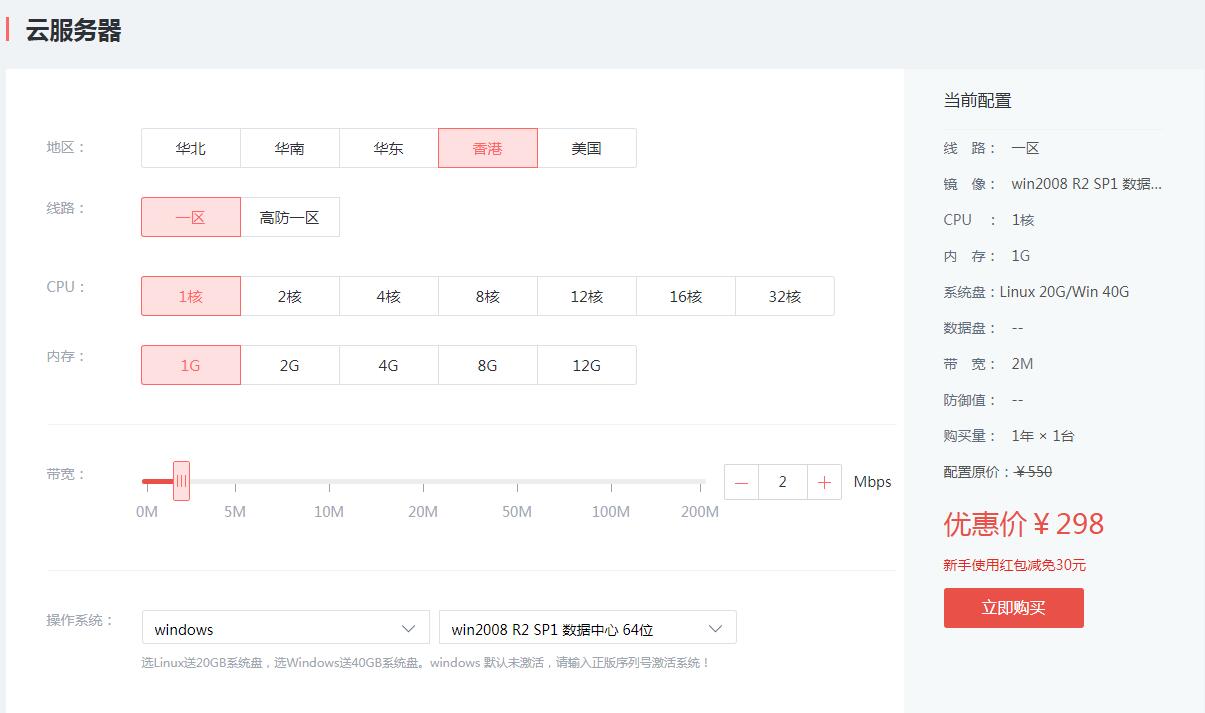 云服务器
地区：
华北 华南 华东 香港 美国
线路：
一区 高防一区
CPU：
1核 2核 4核 8核 12核 16核 32核
内存：
1G 2G 4G 8G 12G
带宽：
2 Mbps
0M 5M 10M 20M 50M 100M 200M
操作系统：
windows win2008 R2 SP1 数据中心 64位
选Linux送20GB系统盘，选Windows送40GB系统盘。windows 默认未激活，请输入正版序列号激活系统！
当前配置
线 路： 一区
镜 像： win2008 R2 SP1 数据...
CPU ： 1核
内 存： 1G
系统盘：Linux 20G/Win 40G
数据盘： --
带 宽： 2M
防御值： --
购买量： 1年 × 1台
配置原价：￥550
优惠价￥298
新手使用红包减免30元
立即购买